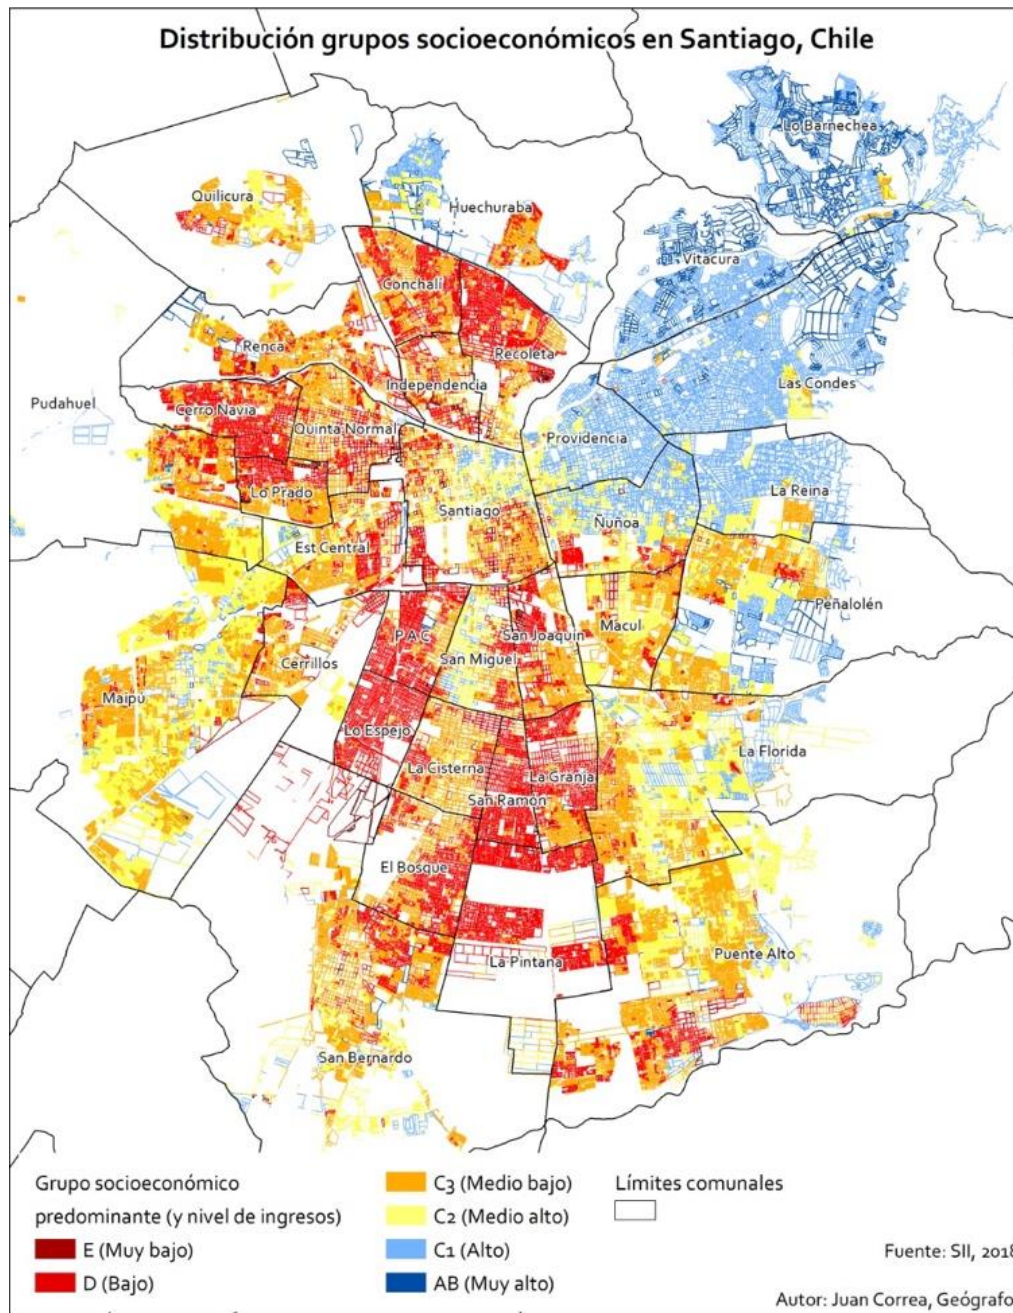 Distribución grupos socioeconómicos en Santiago, Chile
Lo Barnechea
Quilicura
Huechuraba
Vitacura
Conchalí
Renca
Recoleta
Independencia
Las Condes
Pudahuel
Cerro Navia
Quinta Normal
Providencia
Lo Prado
La Reina
Santiago
Ñuñoa
Est Central
Peñalolén
P A C
San Joaquín
Macul
San Miguel
Cerrillos
Maipú
Lo Espejo
La Florida
La Cisterna
La Granja
San Ramón
El Bosque
La Pintana
Puente Alto
San Bernardo
Grupo socioeconómico
predominante (y nivel de ingresos)
E (Muy bajo)
D (Bajo)
C3 (Medio bajo)
C2 (Medio alto)
C1 (Alto)
AB (Muy alto)
Límites comunales
Fuente: SII, 2018
Autor: Juan Correa, Geógrafo